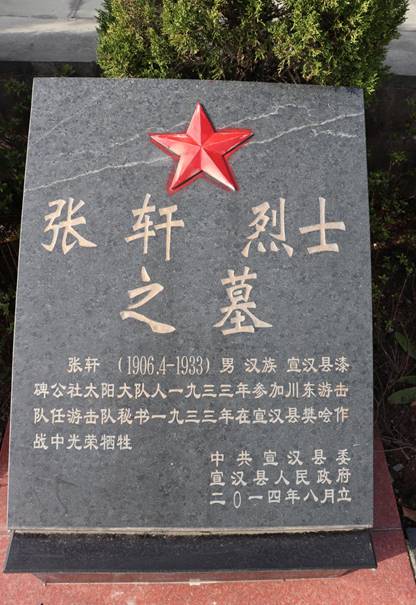 张轩 烈士
之墓
张轩 (1906.4-1933) 男 汉族 宣汉县漆
碑公社太阳大队人一九三三年参加川东游击
队任游击队秘书一九三三年在宣汉县樊哙作
战中光荣牺牲
中共宣汉县委
宣汉县人民政府
二〇一四年八月立